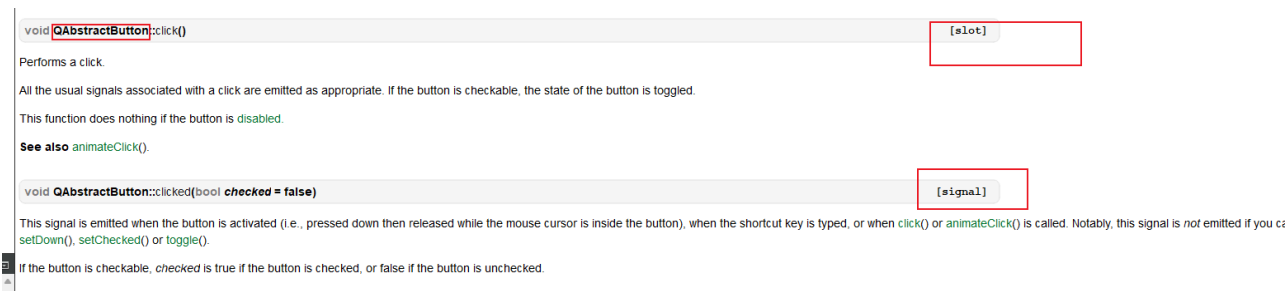 void QAbstractButton::click() [slot]
Performs a click.
All the usual signals associated with a click are emitted as appropriate. If the button is checkable, the state of the button is toggled.
This function does nothing if the button is disabled.
See also animateClick().
void QAbstractButton::clicked(bool checked = false) [signal]
This signal is emitted when the button is activated (i.e., pressed down then released while the mouse cursor is inside the button), when the shortcut key is typed, or when click() or animateClick() is called. Notably, this signal is not emitted if you ca
setDown(), setChecked() or toggle().
If the button is checkable, checked is true if the button is checked, or false if the button is unchecked.